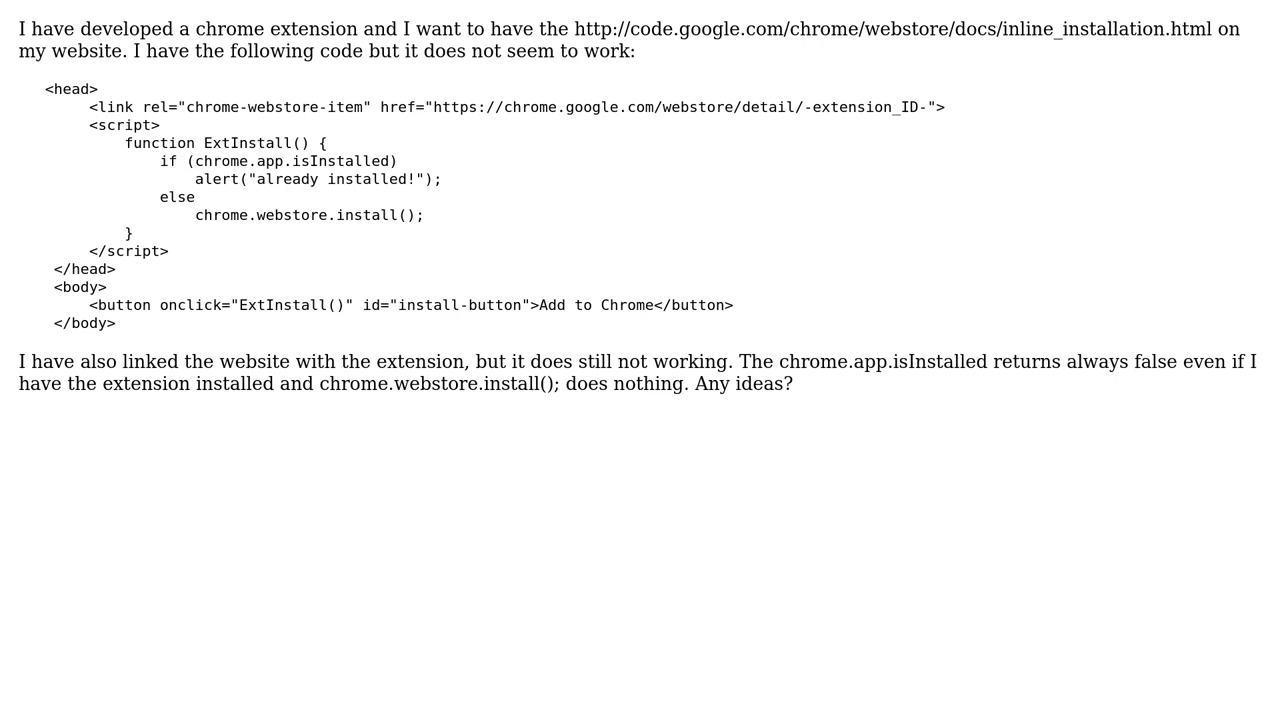 I have developed a chrome extension and I want to have the http://code.google.com/chrome/webstore/docs/inline_installation.html on
my website. I have the following code but it does not seem to work:
<head>
<link rel="chrome-webstore-item" href="https://chrome.google.com/webstore/detail/-extension_ID-">
<script>
function ExtInstall() {
if (chrome.app.isInstalled)
alert("already installed!");
else
chrome.webstore.install();
}
</script>
</head>
<body>
<button onclick="ExtInstall()" id="install-button">Add to Chrome</button>
</body>
I have also linked the website with the extension, but it does still not working. The chrome.app.isInstalled returns always false even if I
have the extension installed and chrome.webstore.install(); does nothing. Any ideas?